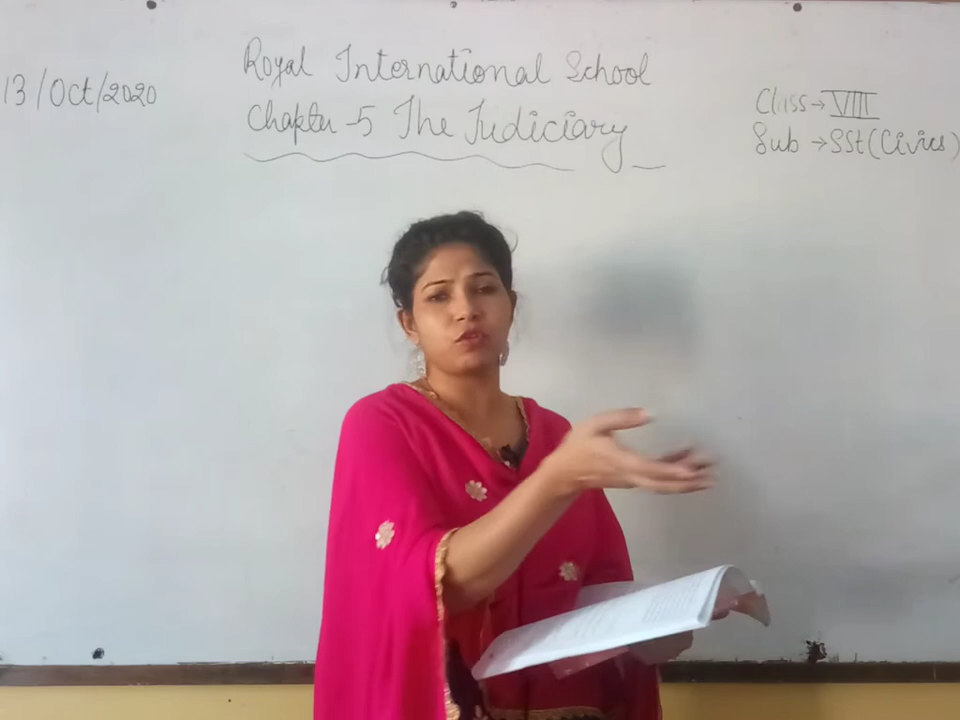 13/Oct/2020
Royal International School
Chapter-5 The Judiciary
Class→VIII
Sub→SSt(Civics)